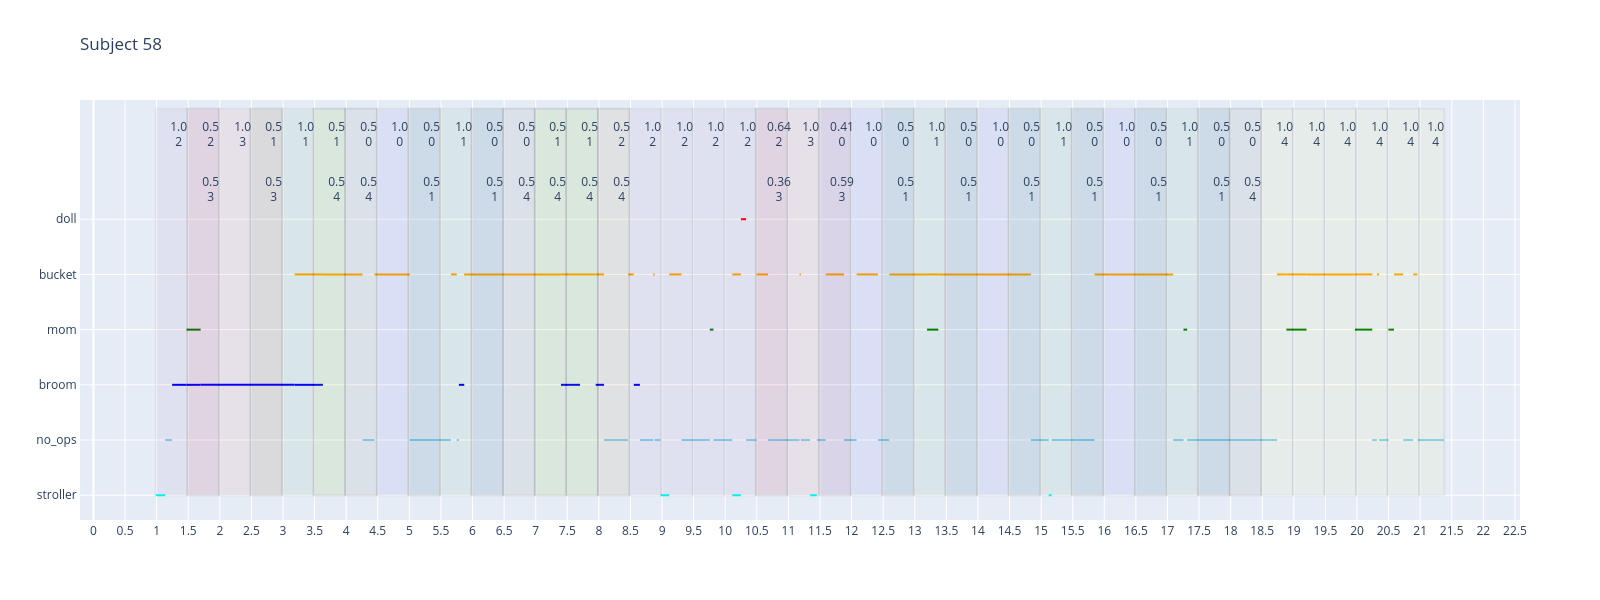 Subject 58
1.0 0.5 1.0 0.5 1.0 0.5 0.5 1.0 0.5 1.0 0.5 0.5 0.5 0.5 0.5 1.0 1.0 1.0 1.0 0.64 1.0 0.41 1.0 0.5 1.0 0.5 1.0 0.5 1.0 0.5 1.0 0.5 1.0 0.5 0.5 1.0 1.0 1.0 1.0 1.0 1.0
2 2 3 1 1 1 0 0 0 1 0 0 1 1 2 2 2 2 2 2 3 0 0 0 1 0 0 0 1 0 0 0 1 0 0 4 4 4 4 4 4
0.5 0.5 0.5 0.5 0.5 0.5 0.5 0.5 0.5 0.5 0.36 0.59 0.5 0.5 0.5 0.5 0.5 0.5 0.5
3 3 4 4 1 1 4 4 4 4 3 3 1 1 1 1 1 1 4
doll
bucket
mom
broom
no_ops
stroller
0 0.5 1 1.5 2 2.5 3 3.5 4 4.5 5 5.5 6 6.5 7 7.5 8 8.5 9 9.5 10 10.5 11 11.5 12 12.5 13 13.5 14 14.5 15 15.5 16 16.5 17 17.5 18 18.5 19 19.5 20 20.5 21 21.5 22 22.5